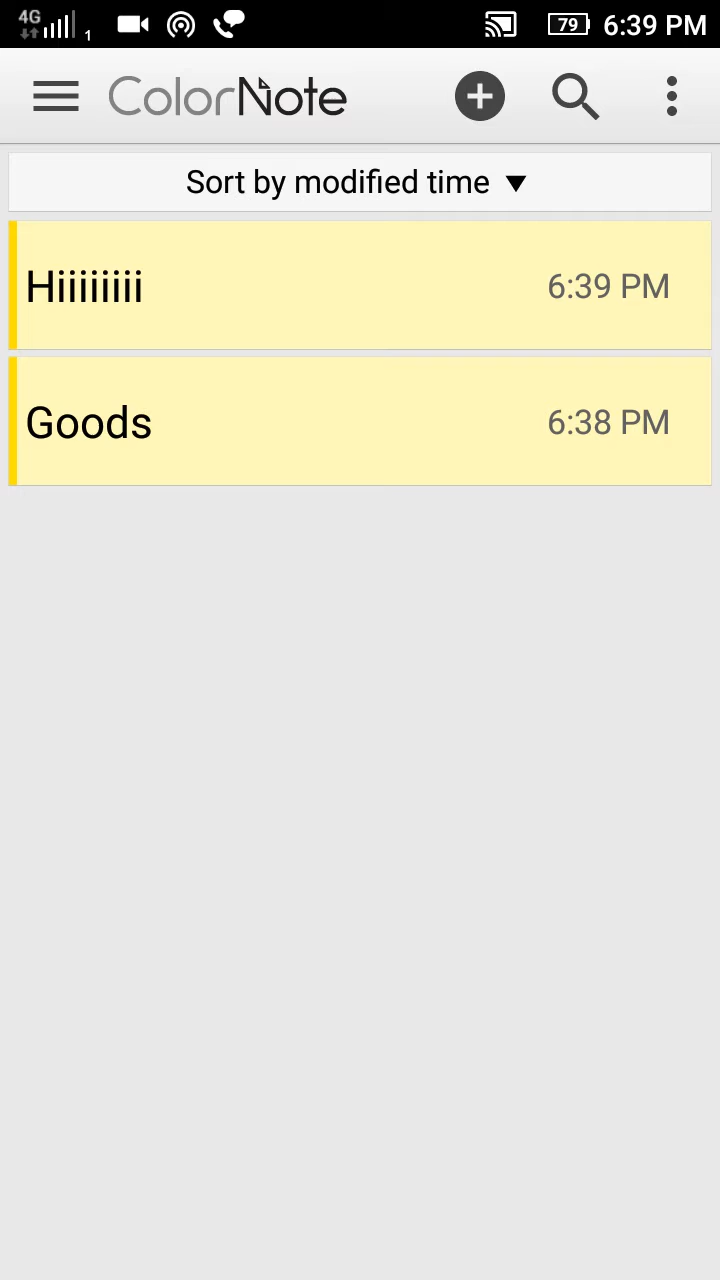 4G 1 79 6:39 PM
ColorNote
Sort by modified time ▼
Hiiiiiiii 6:39 PM
Goods 6:38 PM